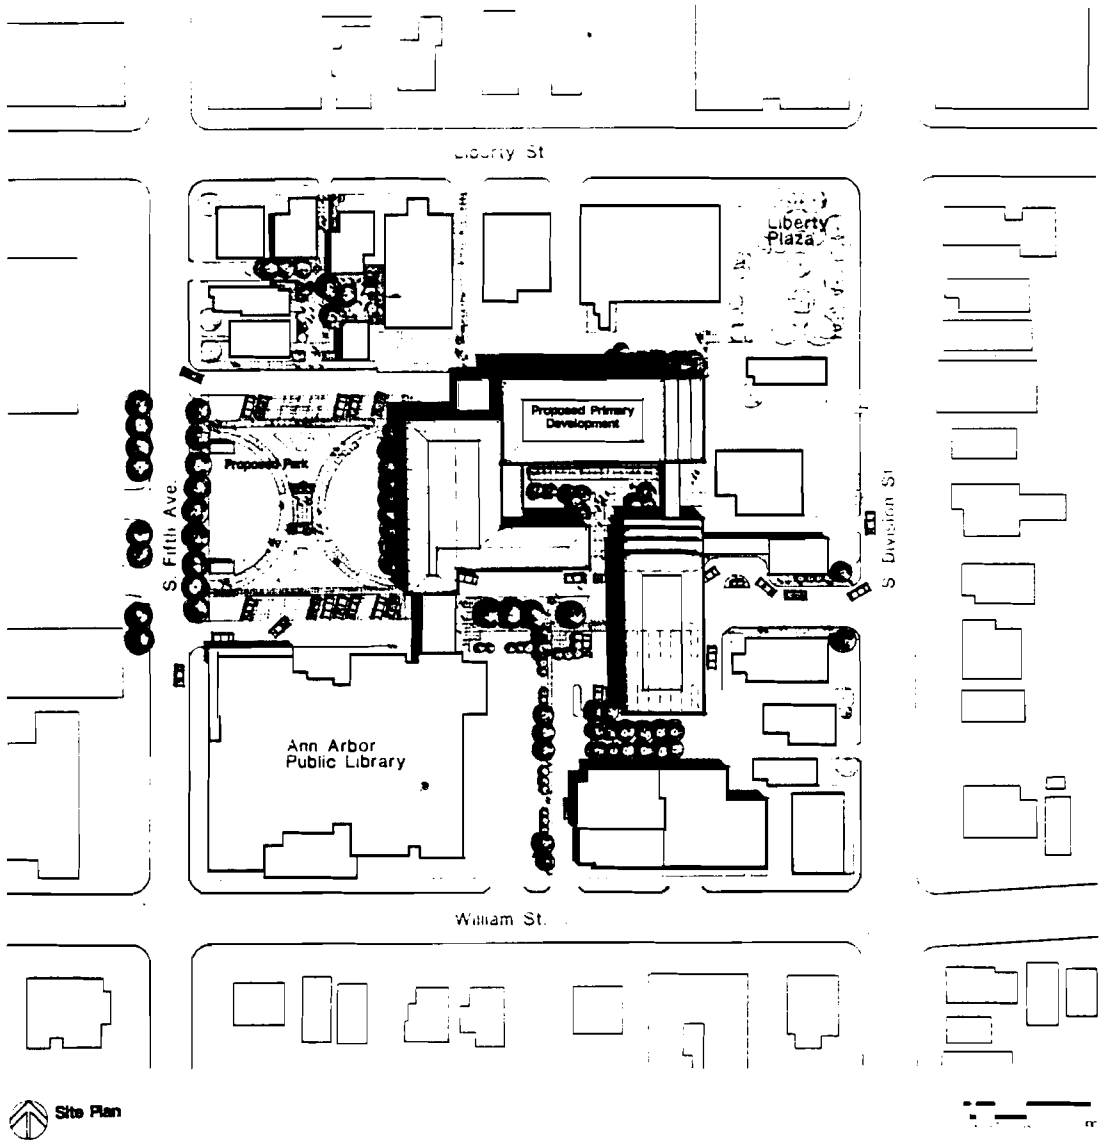 Liberty St
Liberty
Plaza
Proposed Primary
Development
Proposed Park
S. Fifth Ave.
S. Division St
Ann Arbor
Public Library
William St.
Site Plan